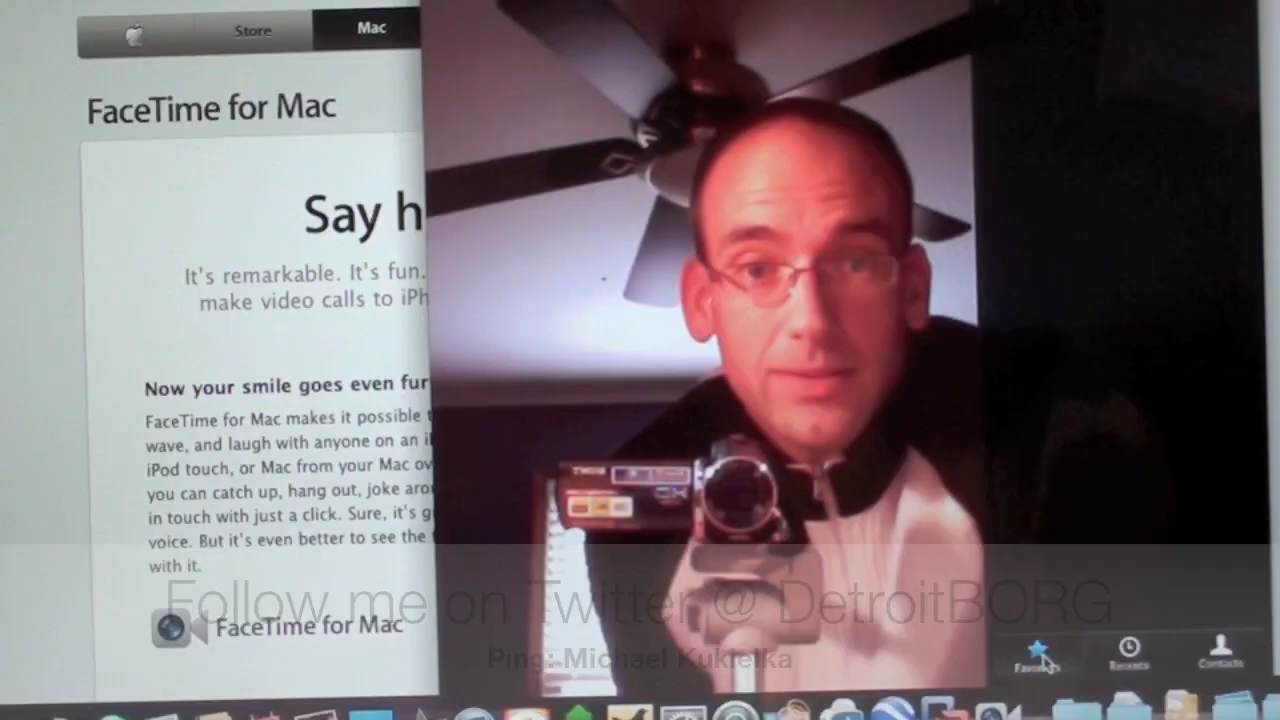 Store
Mac
FaceTime for Mac
Say h
It's remarkable. It's fun.
make video calls to iPh
Now your smile goes even fur
FaceTime for Mac makes it possible t
wave, and laugh with anyone on an i
iPod touch, or Mac from your Mac ov
you can catch up, hang out, joke arou
in touch with just a click. Sure, it's g
voice. But it's even better to see the
with it.
Follow me on Twitter @ DetroitBORG
FaceTime for Mac
Ping: Michael Kukielka
Favorites
Recents
Contacts